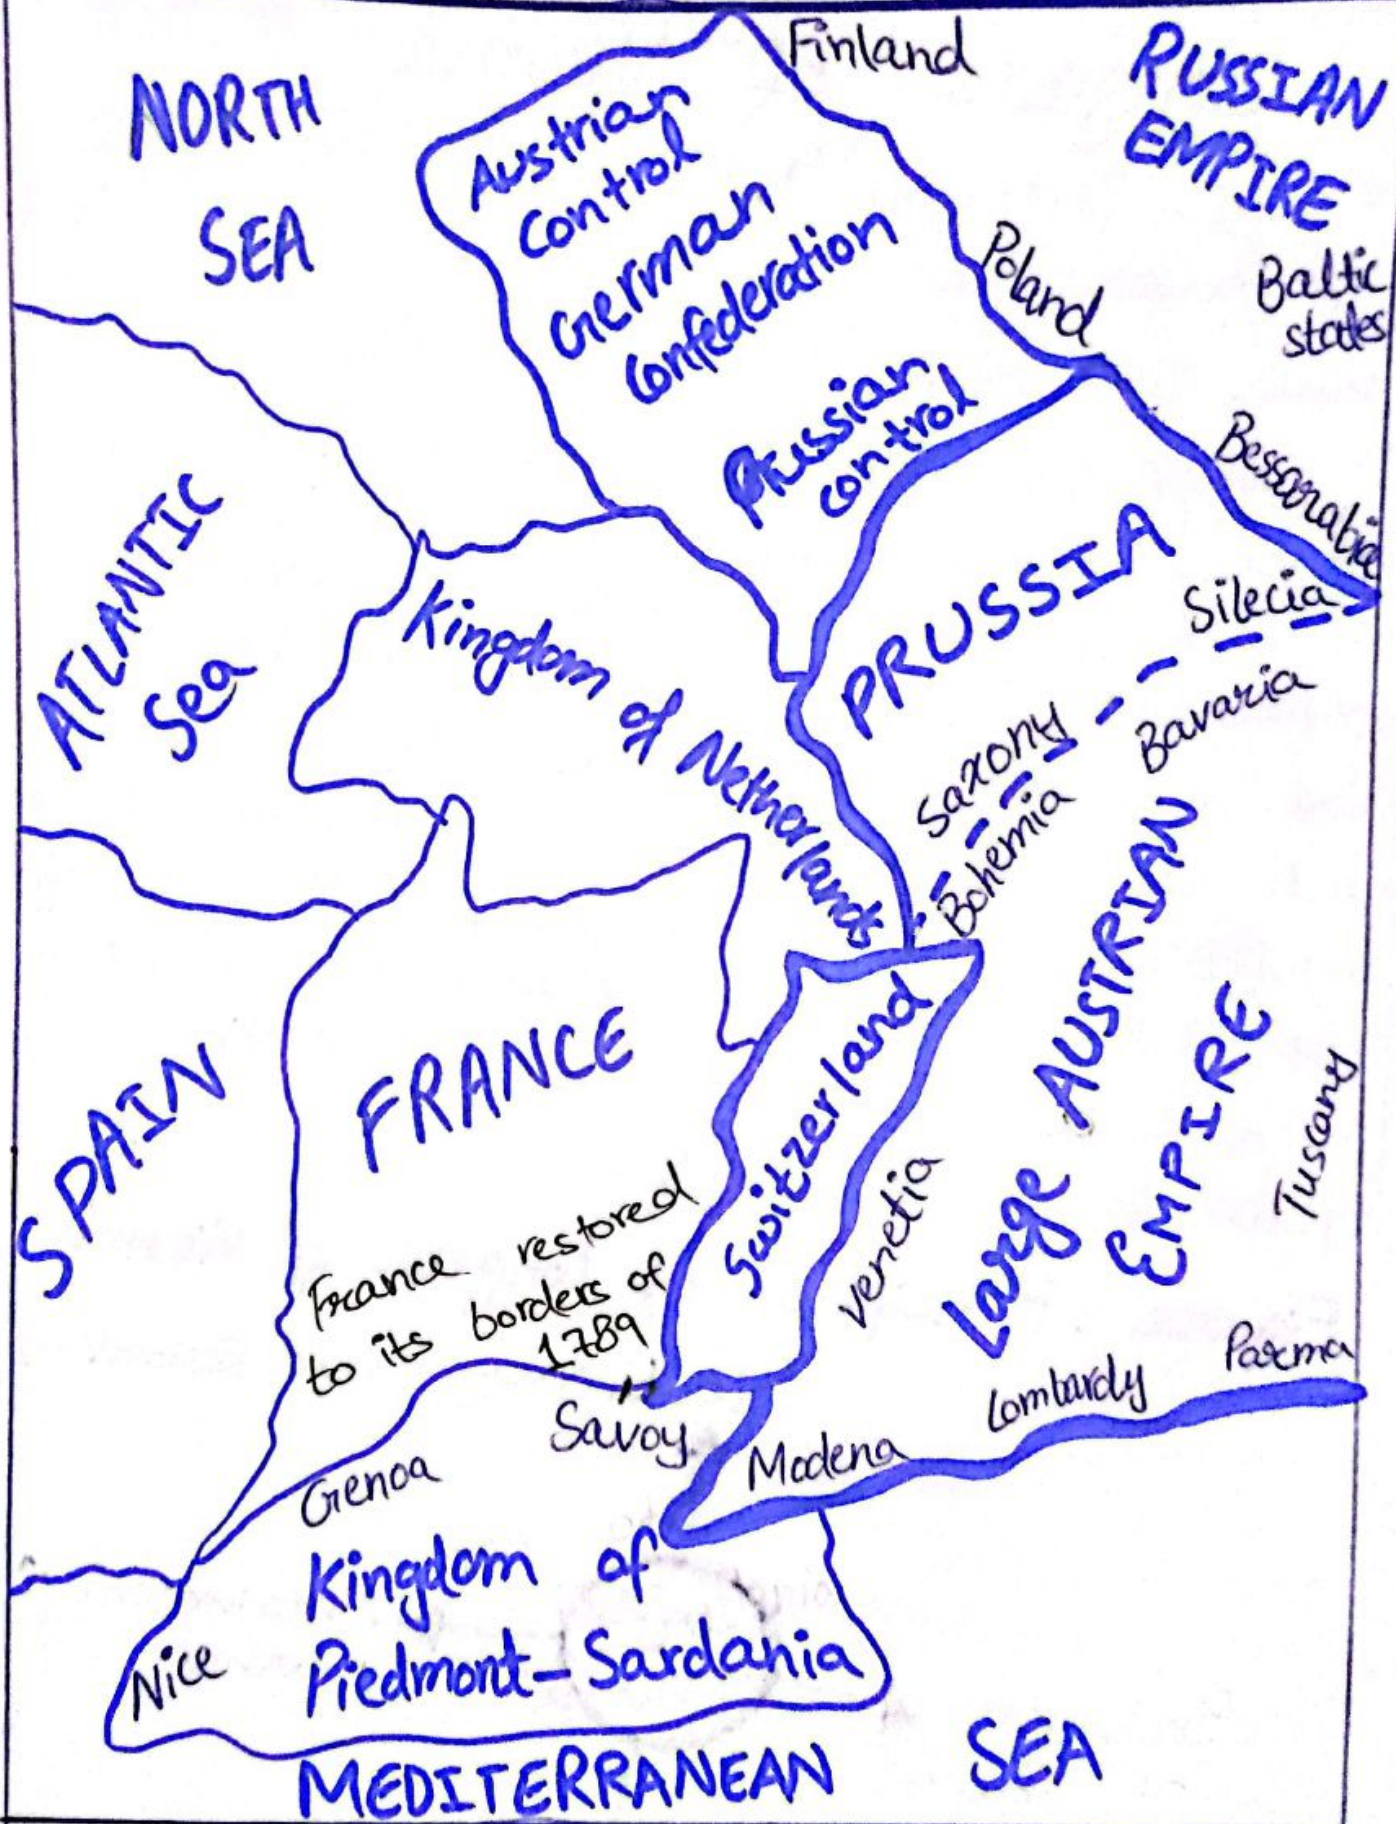 NORTH
SEA
Finland
RUSSIAN
EMPIRE
Baltic
states
Austrian
control
German
Confederation
Prussian
control
Poland
Bessarabia
ATLANTIC
Sea
Kingdom of Netherlands
PRUSSIA
Silecia
Saxony
Bavaria
Bohemia
SPAIN
FRANCE
France restored
to its borders of
1789
Switzerland
Venetia
Large AUSTRIAN
EMPIRE
Tuscany
Parma
Lombardy
Modena
Savoy
Genoa
Kingdom of
Piedmont-Sardania
Nice
MEDITERRANEAN SEA